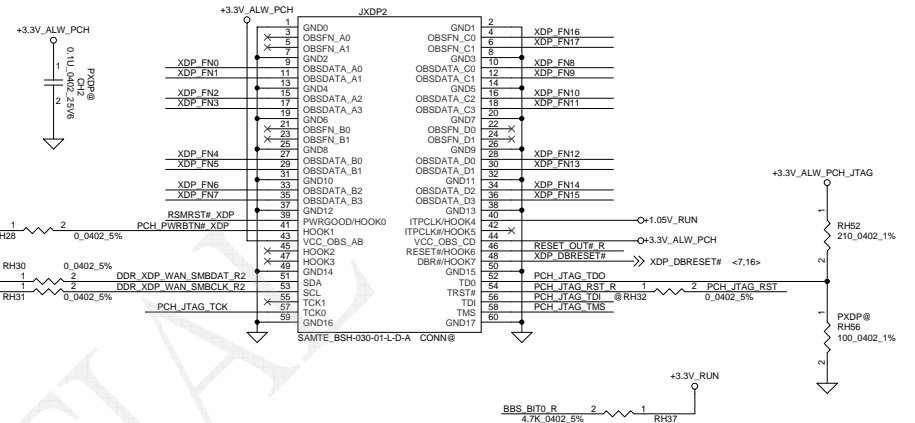 +3.3V_ALW_PCH
JXDP2
+3.3V_ALW_PCH
1 2
0.1U_0402_25V6
CH2
PXDP@
1 GND0 GND1 2
3 OBSFN_A0 OBSFN_C0 4 XDP_FN16
5 OBSFN_A1 OBSFN_C1 6 XDP_FN17
7 GND2 GND3 8
XDP_FN0 9 OBSDATA_A0 OBSDATA_C0 10 XDP_FN8
XDP_FN1 11 OBSDATA_A1 OBSDATA_C1 12 XDP_FN9
13 GND4 GND5 14
XDP_FN2 15 OBSDATA_A2 OBSDATA_C2 16 XDP_FN10
XDP_FN3 17 OBSDATA_A3 OBSDATA_C3 18 XDP_FN11
19 GND6 GND7 20
21 OBSFN_B0 OBSFN_D0 22
23 OBSFN_B1 OBSFN_D1 24
25 GND8 GND9 26
XDP_FN4 27 OBSDATA_B0 OBSDATA_D0 28 XDP_FN12
XDP_FN5 29 OBSDATA_B1 OBSDATA_D1 30 XDP_FN13
31 GND10 GND11 32
XDP_FN6 33 OBSDATA_B2 OBSDATA_D2 34 XDP_FN14
XDP_FN7 35 OBSDATA_B3 OBSDATA_D3 36 XDP_FN15
37 GND12 GND13 38
RSMRST#_XDP 39 PWRGOOD/HOOK0 ITPCLK/HOOK4 40 +1.05V_RUN
1 2 PCH_PWRBTN#_XDP 41 HOOK1 ITPCLK#/HOOK5 42
RH28 0_0402_5% 43 VCC_OBS_AB VCC_OBS_CD 44 +3.3V_ALW_PCH
45 HOOK2 RESET#/HOOK6 46 RESET_OUT#_R
47 HOOK3 DBR#/HOOK7 48 XDP_DBRESET# XDP_DBRESET# <7,16>
49 GND14 GND15 50
RH30 0_0402_5%
1 2 DDR_XDP_WAN_SMBDAT_R2 51 SDA TD0 52 PCH_JTAG_TDO
1 2 DDR_XDP_WAN_SMBCLK_R2 53 SCL TRST# 54 PCH_JTAG_RST_R 1 2 PCH_JTAG_RST
RH31 0_0402_5% 55 TCK1 TDI 56 PCH_JTAG_TDI @RH32 0_0402_5%
PCH_JTAG_TCK 57 TCK0 TMS 58 PCH_JTAG_TMS
59 GND16 GND17 60
SAMTE_BSH-030-01-L-D-A CONN@
+3.3V_ALW_PCH_JTAG
1
RH52
210_0402_1%
2
1
PXDP@
RH56
100_0402_1%
2
+3.3V_RUN
BBS_BIT0_R 2 1
4.7K_0402_5% RH37